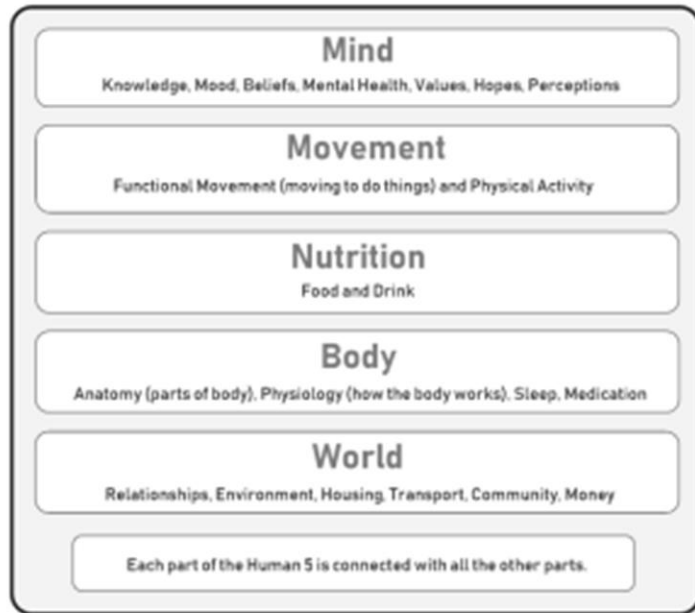 Mind
Knowledge, Mood, Beliefs, Mental Health, Values, Hopes, Perceptions
Movement
Functional Movement (moving to do things) and Physical Activity
Nutrition
Food and Drink
Body
Anatomy (parts of body), Physiology (how the body works), Sleep, Medication
World
Relationships, Environment, Housing, Transport, Community, Money
Each part of the Human 5 is connected with all the other parts.